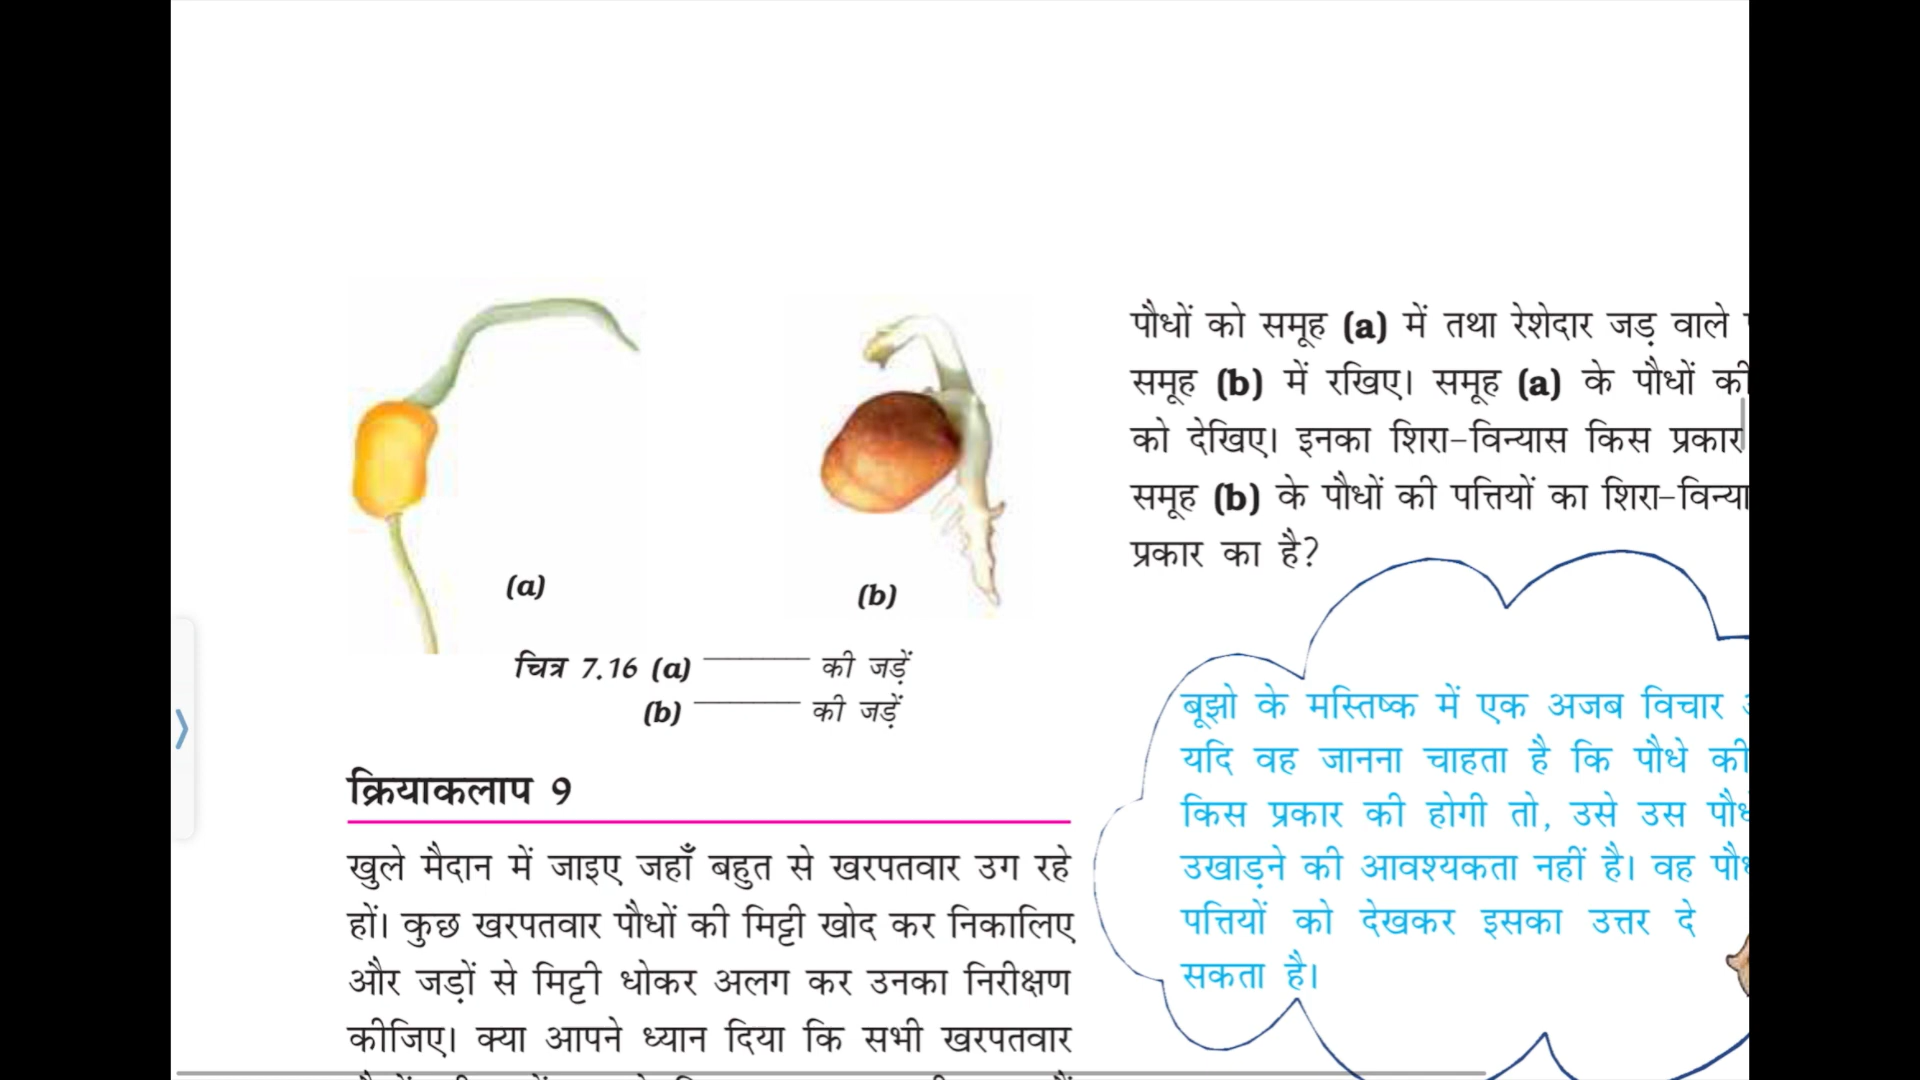 (a)
(b)
चित्र 7.16 (a) ________ की जड़ें
(b) ________ की जड़ें
क्रियाकलाप 9
खुले मैदान में जाइए जहाँ बहुत से खरपतवार उग रहे
हों। कुछ खरपतवार पौधों की मिट्टी खोद कर निकालिए
और जड़ों से मिट्टी धोकर अलग कर उनका निरीक्षण
कीजिए। क्या आपने ध्यान दिया कि सभी खरपतवार
पौधों को समूह (a) में तथा रेशेदार जड़ वाले
समूह (b) में रखिए। समूह (a) के पौधों की
को देखिए। इनका शिरा-विन्यास किस प्रकार
समूह (b) के पौधों की पत्तियों का शिरा-विन्या
प्रकार का है?
बूझो के मस्तिष्क में एक अजब विचार
यदि वह जानना चाहता है कि पौधे की
किस प्रकार की होगी तो, उसे उस
उखाड़ने की आवश्यकता नहीं है। वह
पत्तियों को देखकर इसका उत्तर दे
सकता है।